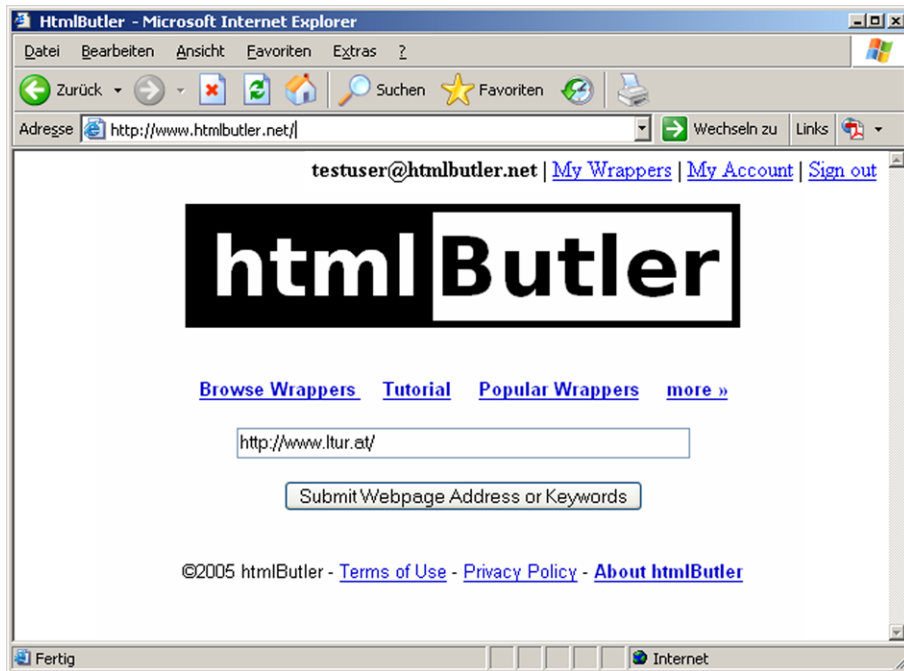 HtmlButler - Microsoft Internet Explorer
Datei Bearbeiten Ansicht Favoriten Extras ?
Zurück Suchen Favoriten
Adresse http://www.htmlbutler.net/ Wechseln zu Links
testuser@htmlbutler.net | My Wrappers | My Account | Sign out
html Butler
Browse Wrappers Tutorial Popular Wrappers more »
http://www.ltur.at/
Submit Webpage Address or Keywords
©2005 htmlButler - Terms of Use - Privacy Policy - About htmlButler
Fertig Internet